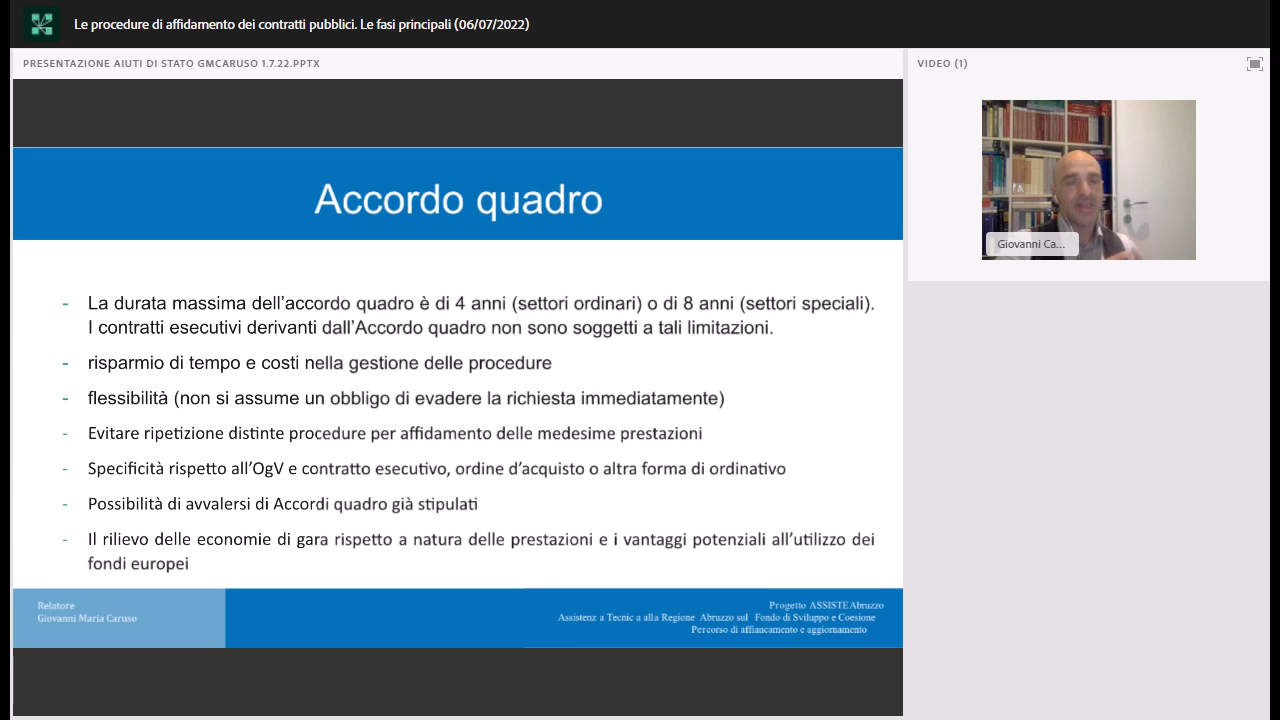 Le procedure di affidamento dei contratti pubblici. Le fasi principali (06/07/2022)
PRESENTAZIONE AIUTI DI STATO GMCARUSO 1.7.22.PPTX
VIDEO (1)
Accordo quadro
- La durata massima dell’accordo quadro è di 4 anni (settori ordinari) o di 8 anni (settori speciali).
I contratti esecutivi derivanti dall’Accordo quadro non sono soggetti a tali limitazioni.
- risparmio di tempo e costi nella gestione delle procedure
- flessibilità (non si assume un obbligo di evadere la richiesta immediatamente)
- Evitare ripetizione distinte procedure per affidamento delle medesime prestazioni
- Specificità rispetto all’OgV e contratto esecutivo, ordine d’acquisto o altra forma di ordinativo
- Possibilità di avvalersi di Accordi quadro già stipulati
- Il rilievo delle economie di gara rispetto a natura delle prestazioni e i vantaggi potenziali all’utilizzo dei
fondi europei
Relatore
Giovanni Maria Caruso
Progetto ASSISTEAbruzzo
Assistenz a Tecnic a alla Regione Abruzzo sul Fondo di Sviluppo e Coesione
Percorso di affiancamento e aggiornamento
Giovanni Ca...